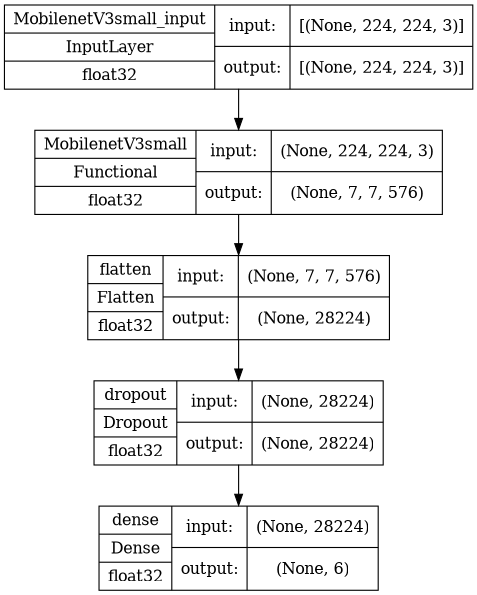 MobilenetV3small_input
InputLayer
float32
input:
[(None, 224, 224, 3)]
output:
[(None, 224, 224, 3)]
MobilenetV3small
Functional
float32
input:
(None, 224, 224, 3)
output:
(None, 7, 7, 576)
flatten
Flatten
float32
input:
(None, 7, 7, 576)
output:
(None, 28224)
dropout
Dropout
float32
input:
(None, 28224)
output:
(None, 28224)
dense
Dense
float32
input:
(None, 28224)
output:
(None, 6)